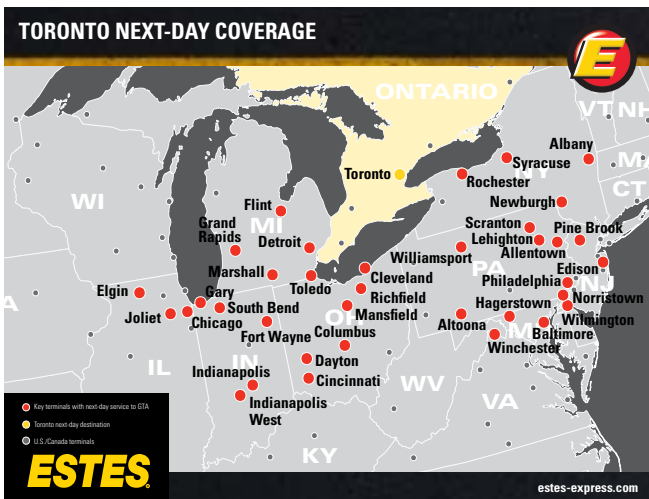 TORONTO NEXT-DAY COVERAGE
E
ONTARIO
VT
NH
Albany
Syracuse
NY
MA
Toronto
Rochester
CT
WI
Newburgh
Flint
MI
Grand
Rapids
Detroit
Scranton
Pine Brook
Lehighton
Allentown
Williamsport
PA
Edison
Marshall
Toledo
Cleveland
Philadelphia
NJ
Elgin
Gary
Richfield
Norristown
South Bend
OH
Mansfield
Hagerstown
Joliet
Chicago
Wilmington
Altoona
M
Baltimore
Fort Wayne
Columbus
Winchester
IL
IN
Dayton
Indianapolis
Cincinnati
WV
VA
Indianapolis
West
KY
Key terminals with next-day service to GTA
Toronto next-day destination
U.S./Canada terminals
ESTES
estes-express.com